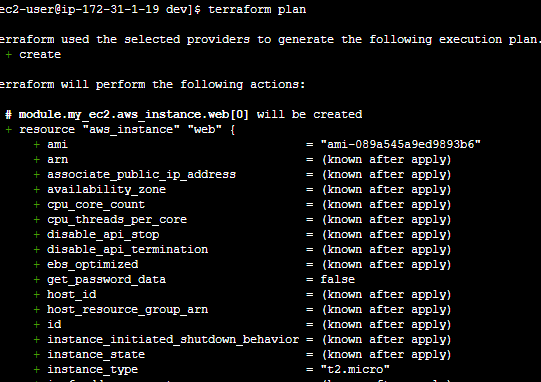 ec2-user@ip-172-31-1-19 dev]$ terraform plan
erraform used the selected providers to generate the following execution plan.
+ create
erraform will perform the following actions:
# module.my_ec2.aws_instance.web[0] will be created
+ resource "aws_instance" "web" {
+ ami = "ami-089a545a9ed9893b6"
+ arn = (known after apply)
+ associate_public_ip_address = (known after apply)
+ availability_zone = (known after apply)
+ cpu_core_count = (known after apply)
+ cpu_threads_per_core = (known after apply)
+ disable_api_stop = (known after apply)
+ disable_api_termination = (known after apply)
+ ebs_optimized = (known after apply)
+ get_password_data = false
+ host_id = (known after apply)
+ host_resource_group_arn = (known after apply)
+ id = (known after apply)
+ instance_initiated_shutdown_behavior = (known after apply)
+ instance_state = (known after apply)
+ instance_type = "t2.micro"